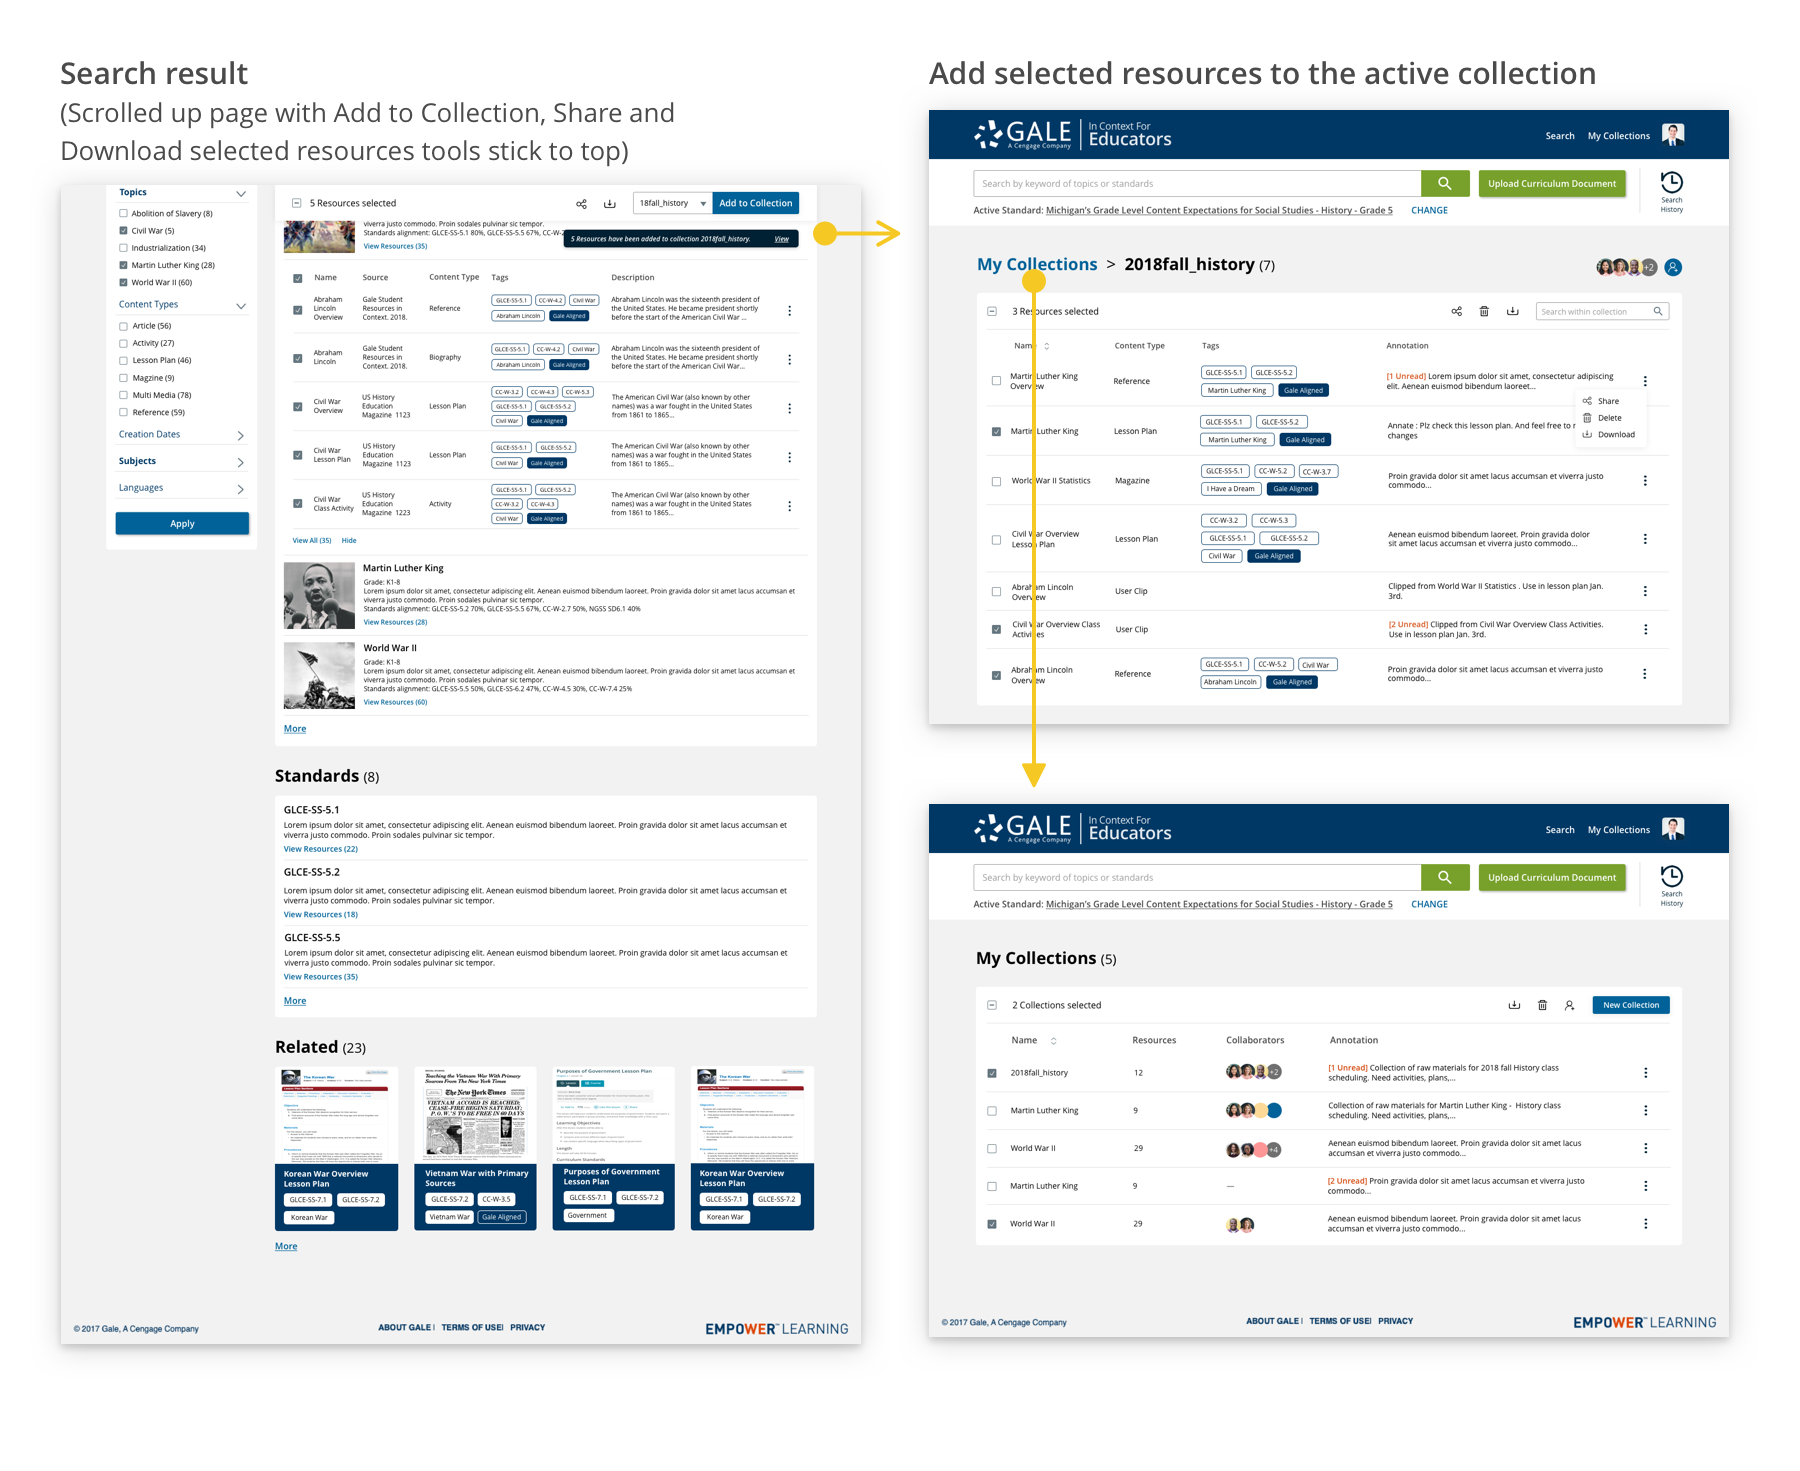 Search result
(Scrolled up page with Add to Collection, Share and
Download selected resources tools stick to top)
Topics
Abolition of Slavery (8)
Civil War (5)
Industrialization (34)
Martin Luther King (28)
World War II (60)
Content Types
Article (56)
Activity (27)
Lesson Plan (46)
Magzine (9)
Multi Media (78)
Reference (59)
Creation Dates
Subjects
Languages
Apply
5 Resources selected
18fall_history
Add to Collection
viverra justo commodo. Proin sodales pulvinar sic tempor.
Standards alignment: GLCE-SS-5.1 80%, GLCE-SS-5.5 67%, CC-W-2
5 Resources have been added to collection 2018fall_history. View
View Resources (35)
Name Source Content Type Tags Description
Abraham Lincoln Overview
Gale Student Resources in Context. 2018.
Reference
GLCE-SS-5.1 CC-W-4.2 Civil War
Abraham Lincoln Gale Aligned
Abraham Lincoln was the sixteenth president of
the United States. He became president shortly
before the start of the American Civil War ...
Abraham Lincoln
Gale Student Resources in Context. 2018.
Biography
GLCE-SS-5.1 CC-W-4.2 Civil War
Abraham Lincoln Gale Aligned
Abraham Lincoln was the sixteenth president of
the United States. He became president shortly
before the start of the American Civil War ...
Civil War Overview
US History Education Magazine 1123
Lesson Plan
CC-W-3.2 CC-W-4.3 CC-W-5.3
GLCE-SS-5.1 GLCE-SS-5.2
Civil War Gale Aligned
The American Civil War (also known by other
names) was a war fought in the United States
from 1861 to 1865...
Civil War Lesson Plan
US History Education Magazine 1123
Lesson Plan
GLCE-SS-5.1 GLCE-SS-5.2
Civil War Gale Aligned
The American Civil War (also known by other
names) was a war fought in the United States
from 1861 to 1865...
Civil War Class Activity
US History Education Magazine 1223
Activity
GLCE-SS-5.1 GLCE-SS-5.2
CC-W-3.2 CC-W-4.3
Civil War Gale Aligned
The American Civil War (also known by other
names) was a war fought in the United States
from 1861 to 1865...
View All (35) Hide
Martin Luther King
Grade: K1-8
Lorem ipsum dolor sit amet, consectetur adipiscing elit. Aenean euismod bibendum laoreet. Proin gravida dolor sit amet lacus accumsan et
viverra justo commodo. Proin sodales pulvinar sic tempor.
Standards alignment: GLCE-SS-5.2 70%, GLCE-SS-5.5 67%, CC-W-2.7 50%, NGSS SD6.1 40%
View Resources (28)
World War II
Grade: K1-8
Lorem ipsum dolor sit amet, consectetur adipiscing elit. Aenean euismod bibendum laoreet. Proin gravida dolor sit amet lacus accumsan et
viverra justo commodo. Proin sodales pulvinar sic tempor.
Standards alignment: GLCE-SS-5.5 50%, GLCE-SS-6.2 47%, CC-W-4.5 30%, CC-W-7.4 25%
View Resources (60)
More
Standards (8)
GLCE-SS-5.1
Lorem ipsum dolor sit amet, consectetur adipiscing elit. Aenean euismod bibendum laoreet. Proin gravida dolor sit amet lacus accumsan et
viverra justo commodo. Proin sodales pulvinar sic tempor.
View Resources (22)
GLCE-SS-5.2
Lorem ipsum dolor sit amet, consectetur adipiscing elit. Aenean euismod bibendum laoreet. Proin gravida dolor sit amet lacus accumsan et
viverra justo commodo. Proin sodales pulvinar sic tempor.
View Resources (18)
GLCE-SS-5.5
Lorem ipsum dolor sit amet, consectetur adipiscing elit. Aenean euismod bibendum laoreet. Proin gravida dolor sit amet lacus accumsan et
viverra justo commodo. Proin sodales pulvinar sic tempor.
View Resources (35)
More
Related (23)
The Korean War
Korean War Overview
Lesson Plan
GLCE-SS-7.1 GLCE-SS-7.2
Korean War
Teaching the Vietnam War With Primary
Sources From The New York Times
The New York Times
VIETNAM ACCORD IS REACHED;
CEASE-FIRE BEGINS SATURDAY;
P.O.W.'S TO BE FREE IN 60 DAYS
Vietnam War with Primary
Sources
GLCE-SS-7.2 CC-W-3.5
Vietnam War Gale Aligned
Purposes of Government Lesson Plan
Learning Objectives
Length
Curriculum Standards
Purposes of Government
Lesson Plan
GLCE-SS-7.1 GLCE-SS-7.2
Government
The Korean War
Korean War Overview
Lesson Plan
GLCE-SS-7.1 GLCE-SS-7.2
Korean War
More
© 2017 Gale, A Cengage Company
ABOUT GALE | TERMS OF USE | PRIVACY
EMPOWER™ LEARNING
Add selected resources to the active collection
GALE
A Cengage Company
In Context For
Educators
Search My Collections
Search by keyword of topics or standards
Upload Curriculum Document
Search
History
Active Standard: Michigan's Grade Level Content Expectations for Social Studies - History - Grade 5 CHANGE
My Collections > 2018fall_history (7)
+2
3 Resources selected
Search within collection
Name Content Type Tags Annotation
Martin Luther King Overview
Reference
GLCE-SS-5.1 GLCE-SS-5.2
Martin Luther King Gale Aligned
[1 Unread] Lorem ipsum dolor sit amet, consectetur adipiscing
elit. Aenean euismod bibendum laoreet...
Share
Delete
Download
Martin Luther King
Lesson Plan
GLCE-SS-5.1 GLCE-SS-5.2
Martin Luther King Gale Aligned
Annate : Plz check this lesson plan. And feel free to
changes
World War II Statistics
Magazine
GLCE-SS-5.1 CC-W-5.2 CC-W-3.7
I Have a Dream Gale Aligned
Proin gravida dolor sit amet lacus accumsan et viverra justo
commodo...
Civil War Overview Lesson Plan
Lesson Plan
CC-W-3.2 CC-W-5.3
GLCE-SS-5.1 GLCE-SS-5.2
Civil War Gale Aligned
Aenean euismod bibendum laoreet. Proin gravida dolor
sit amet lacus accumsan et viverra justo commodo...
Abraham Lincoln Overview
User Clip
Clipped from World War II Statistics . Use in lesson plan Jan.
3rd.
Civil War Overview Class Activities
User Clip
[2 Unread] Clipped from Civil War Overview Class Activities.
Use in lesson plan Jan. 3rd.
Abraham Lincoln Overview
Reference
GLCE-SS-5.1 CC-W-5.2 Civil War
Abraham Lincoln Gale Aligned
Proin gravida dolor sit amet lacus accumsan et viverra justo
commodo...
GALE
A Cengage Company
In Context For
Educators
Search My Collections
Search by keyword of topics or standards
Upload Curriculum Document
Search
History
Active Standard: Michigan's Grade Level Content Expectations for Social Studies - History - Grade 5 CHANGE
My Collections (5)
2 Collections selected
New Collection
Name Resources Collaborators Annotation
2018fall_history 12 +2
[1 Unread] Collection of raw materials for 2018 fall History class
scheduling. Need activities, plans,...
Martin Luther King 9
Collection of raw materials for Martin Luther King - History class
scheduling. Need activities, plans,...
World War II 29 +4
Aenean euismod bibendum laoreet. Proin gravida dolor sit amet lacus
accumsan et viverra justo commodo...
Martin Luther King 9 —
[2 Unread] Proin gravida dolor sit amet lacus accumsan et viverra justo
commodo...
World War II 29
Aenean euismod bibendum laoreet. Proin gravida dolor sit amet lacus
accumsan et viverra justo commodo...
© 2017 Gale, A Cengage Company
ABOUT GALE | TERMS OF USE | PRIVACY
EMPOWER™ LEARNING